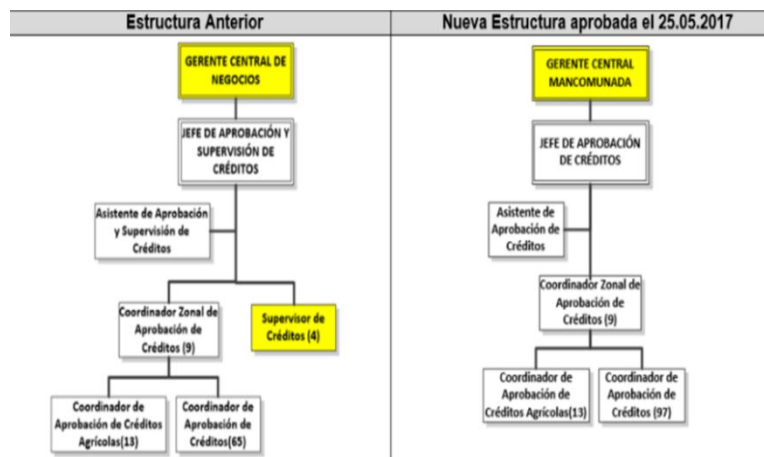 Estructura Anterior
GERENTE CENTRAL DE
NEGOCIOS
JEFE DE APROBACIÓN Y
SUPERVISIÓN DE
CRÉDITOS
Asistente de Aprobación
y Supervisión de
Créditos
Coordinador Zonal de
Aprobación de
Créditos (9)
Supervisor de
Créditos (4)
Coordinador de
Aprobación de Créditos
Agrícolas(13)
Coordinador de
Aprobación de
Créditos(65)
Nueva Estructura aprobada el 25.05.2017
GERENTE CENTRAL
MANCOMUNADA
JEFE DE APROBACIÓN
DE CRÉDITOS
Asistente de
Aprobación de
Créditos
Coordinador Zonal de
Aprobación de
Créditos (9)
Coordinador de
Aprobación de
Créditos Agrícolas(13)
Coordinador de
Aprobación de
Créditos (97)